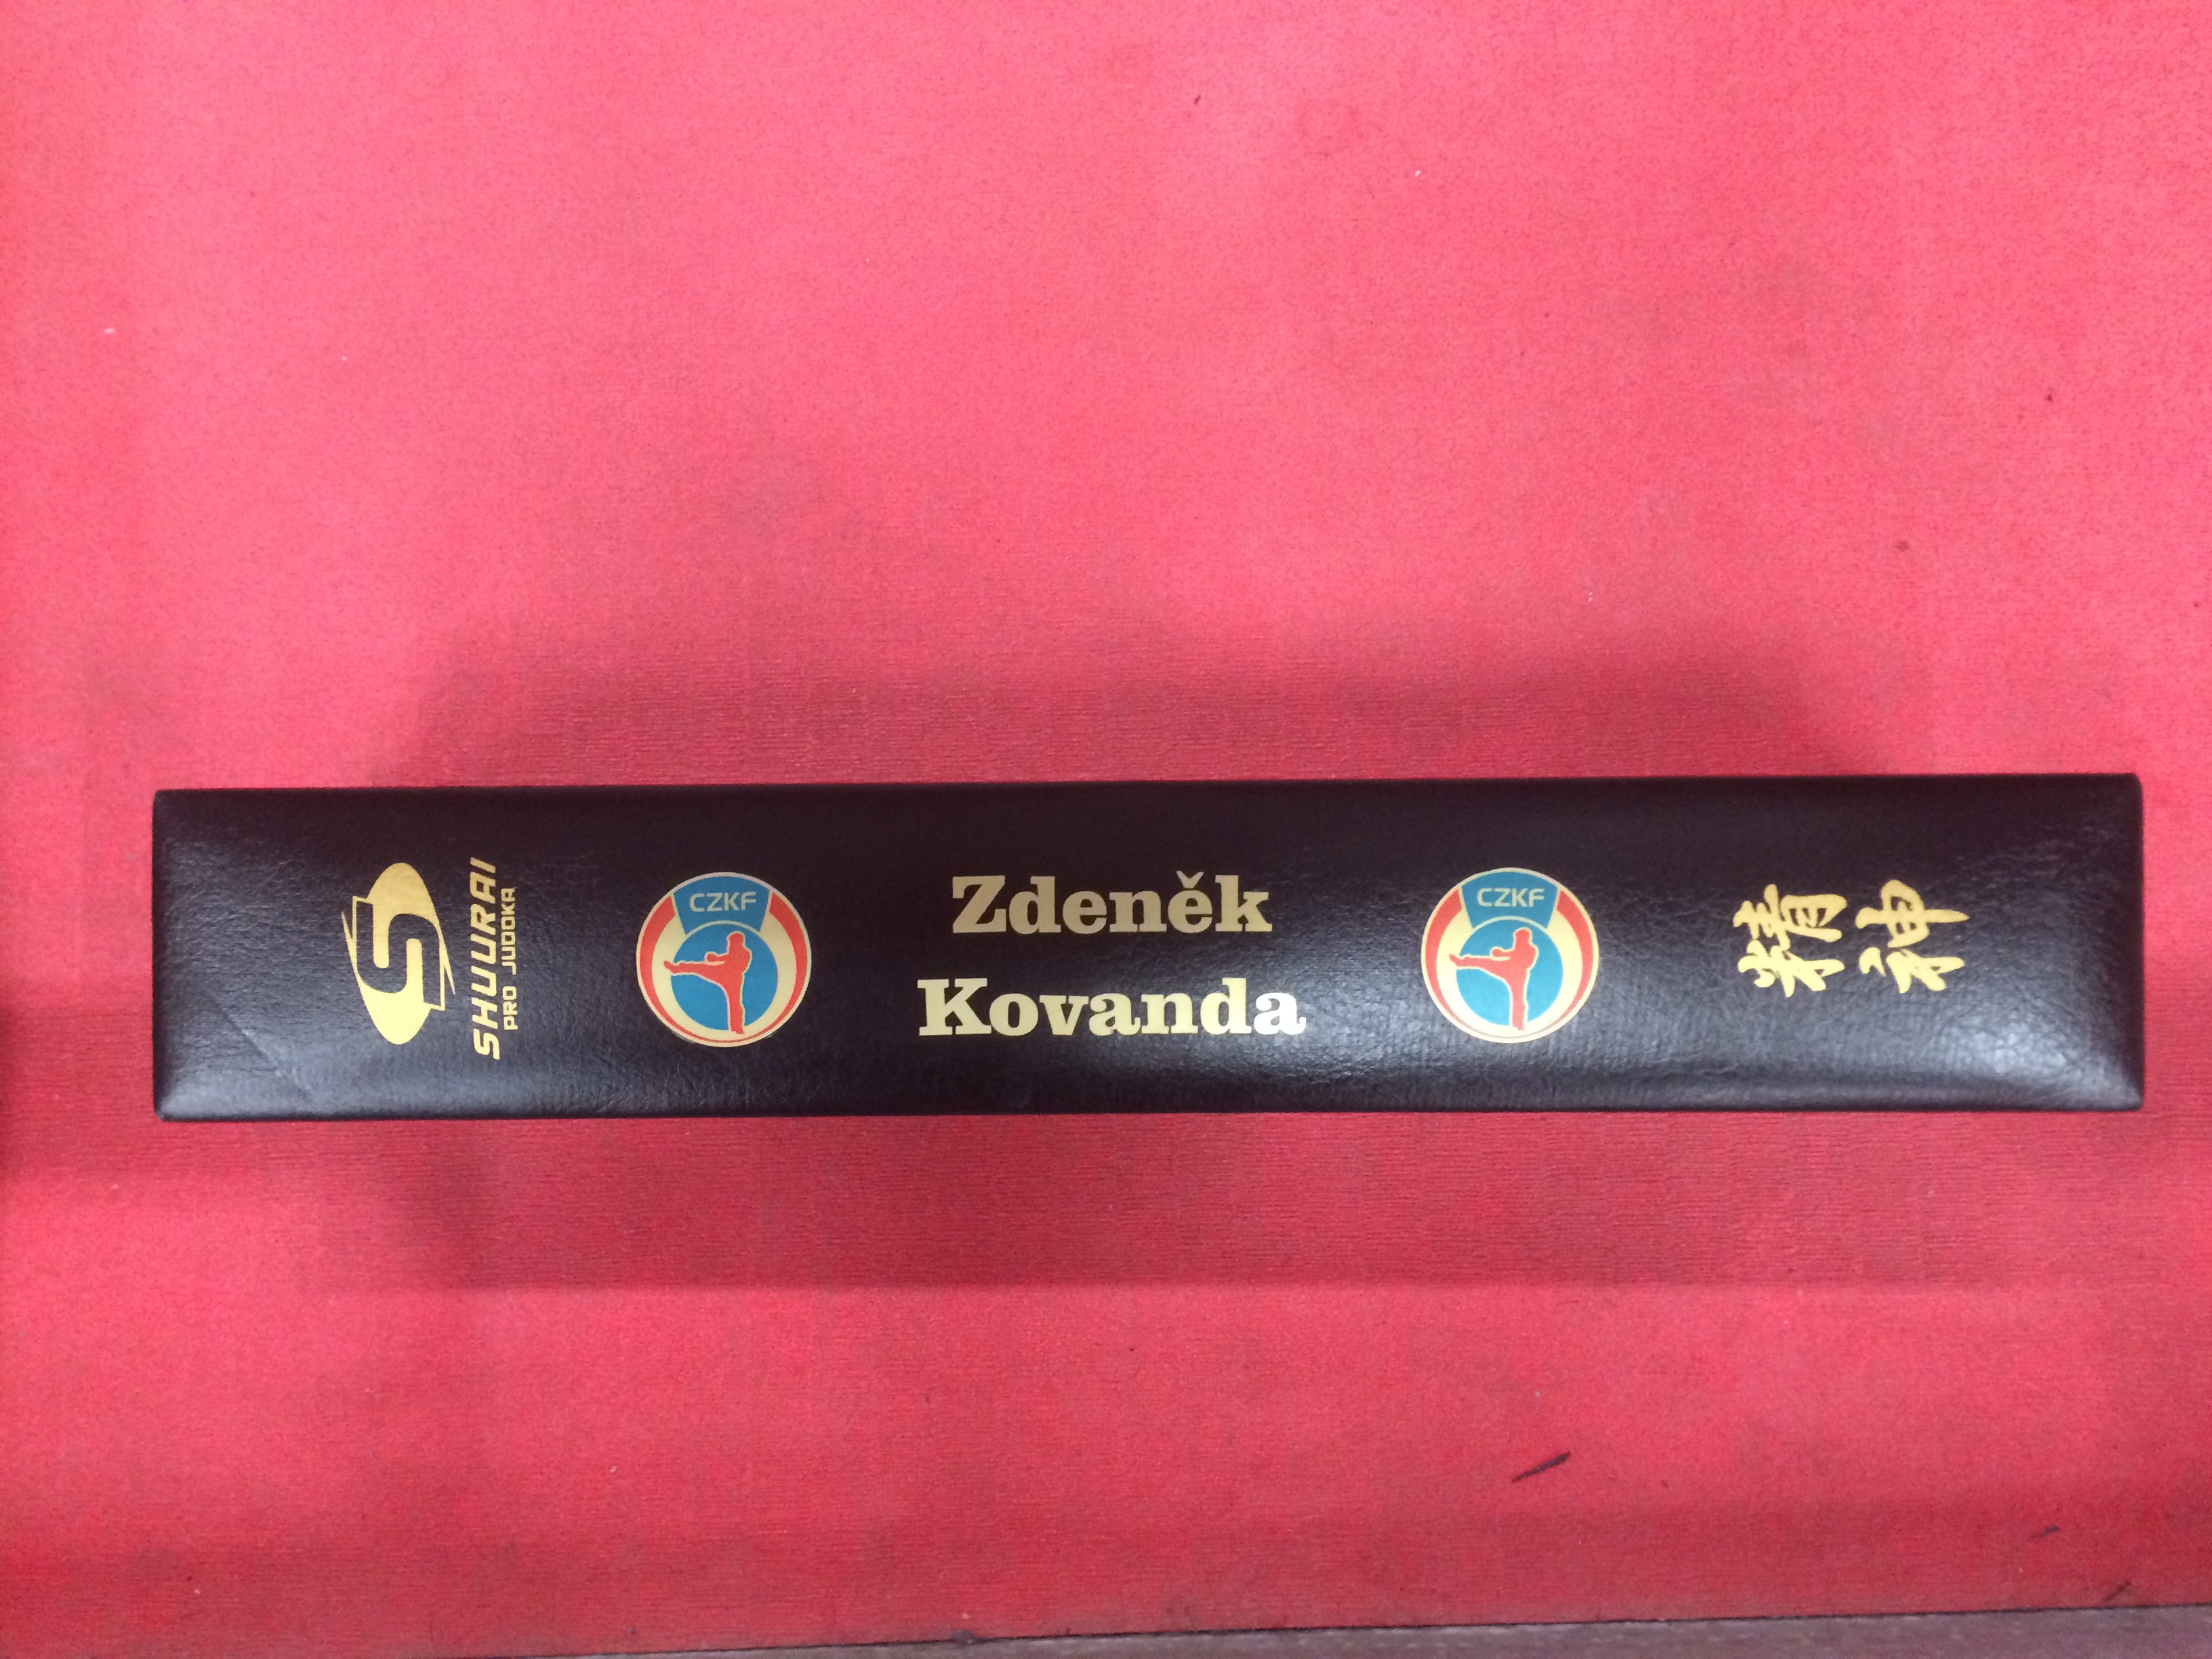 S
SHUURAI
PRO JUDOKA
CZKF
Zdeněk
Kovanda
CZKF
精神